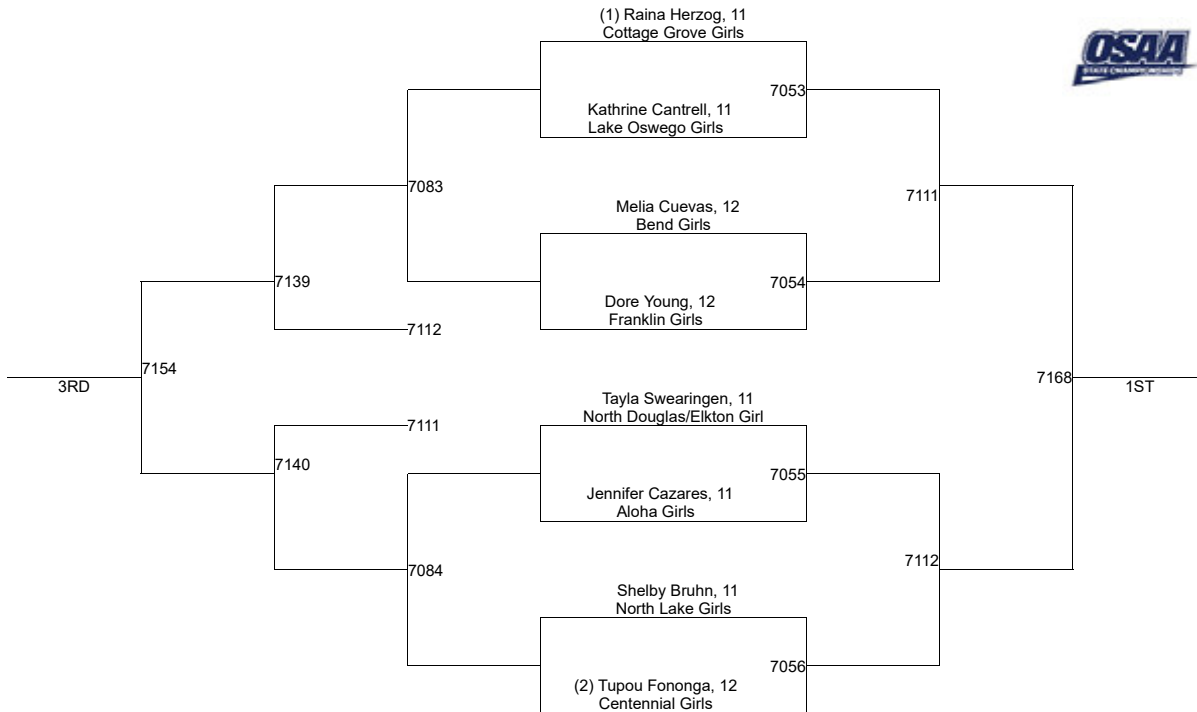 (1) Raina Herzog, 11
Cottage Grove Girls
OSAA
STATE CHAMPIONSHIPS
7053
Kathrine Cantrell, 11
Lake Oswego Girls
7083
7111
Melia Cuevas, 12
Bend Girls
7139
7054
Dore Young, 12
Franklin Girls
7112
7154
3RD
7168
1ST
Tayla Swearingen, 11
North Douglas/Elkton Girl
7111
7140
7055
Jennifer Cazares, 11
Aloha Girls
7084
7112
Shelby Bruhn, 11
North Lake Girls
7056
(2) Tupou Fononga, 12
Centennial Girls